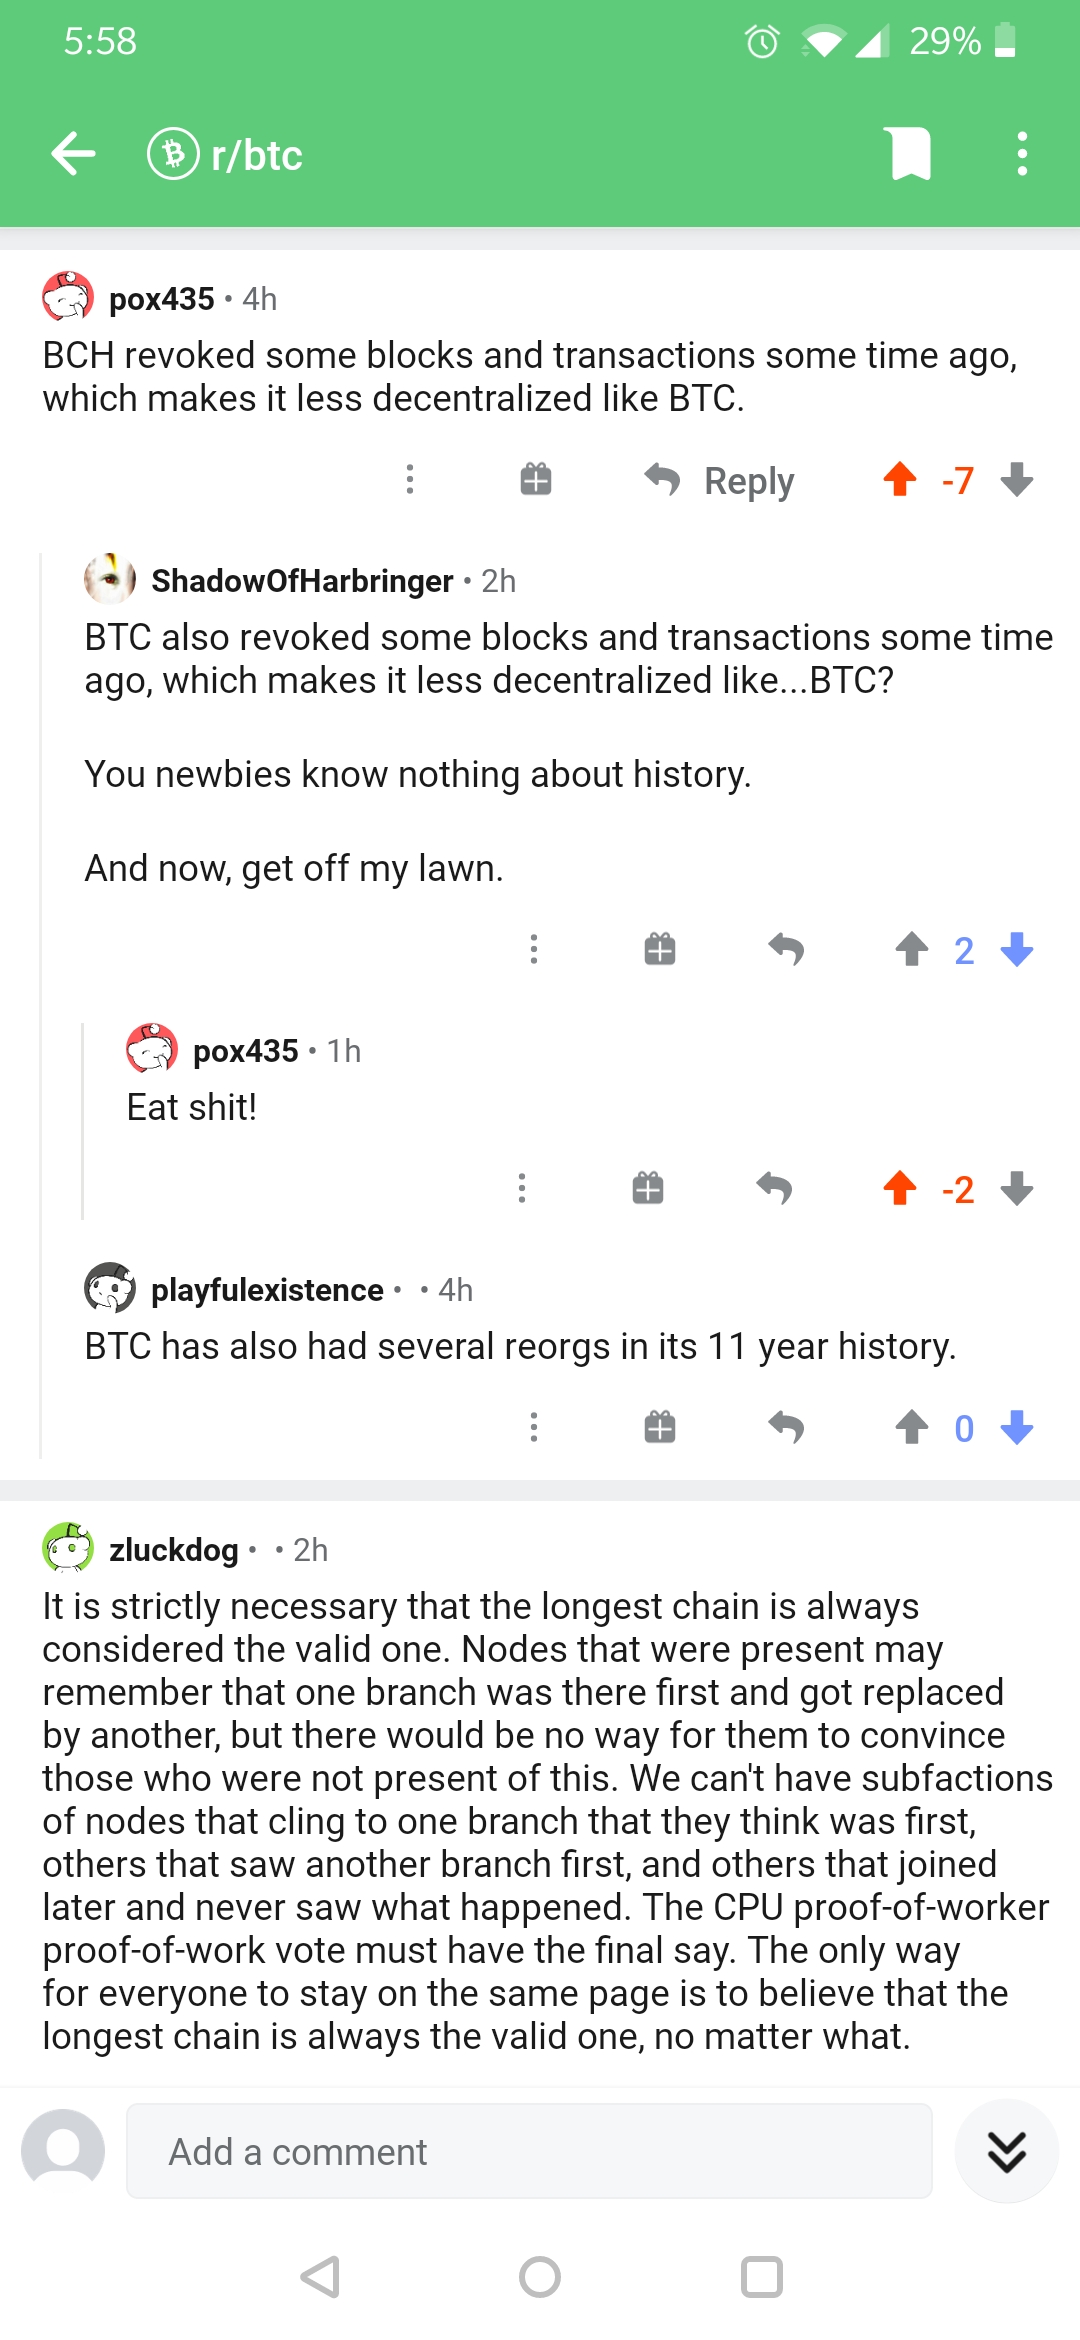 5:58
29%
r/btc
pox435 • 4h
BCH revoked some blocks and transactions some time ago,
which makes it less decentralized like BTC.
Reply
-7
ShadowOfHarbringer • 2h
BTC also revoked some blocks and transactions some time
ago, which makes it less decentralized like...BTC?
You newbies know nothing about history.
And now, get off my lawn.
2
pox435 • 1h
Eat shit!
-2
playfulexistence • • 4h
BTC has also had several reorgs in its 11 year history.
0
zluckdog • • 2h
It is strictly necessary that the longest chain is always
considered the valid one. Nodes that were present may
remember that one branch was there first and got replaced
by another, but there would be no way for them to convince
those who were not present of this. We can't have subfactions
of nodes that cling to one branch that they think was first,
others that saw another branch first, and others that joined
later and never saw what happened. The CPU proof-of-worker
proof-of-work vote must have the final say. The only way
for everyone to stay on the same page is to believe that the
longest chain is always the valid one, no matter what.
Add a comment